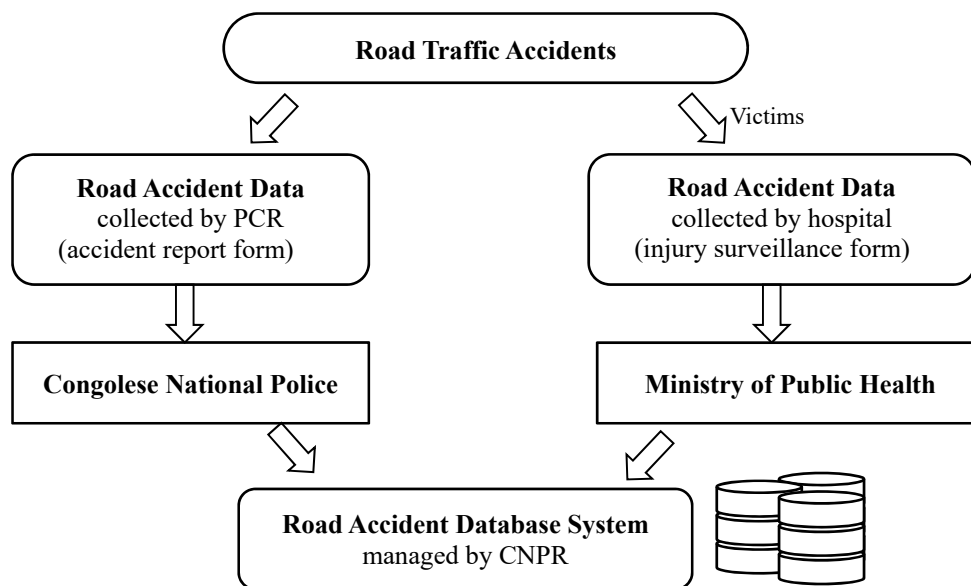 Road Traffic Accidents
Victims
Road Accident Data
collected by PCR
(accident report form)
Road Accident Data
collected by hospital
(injury surveillance form)
Congolese National Police
Ministry of Public Health
Road Accident Database System
managed by CNPR